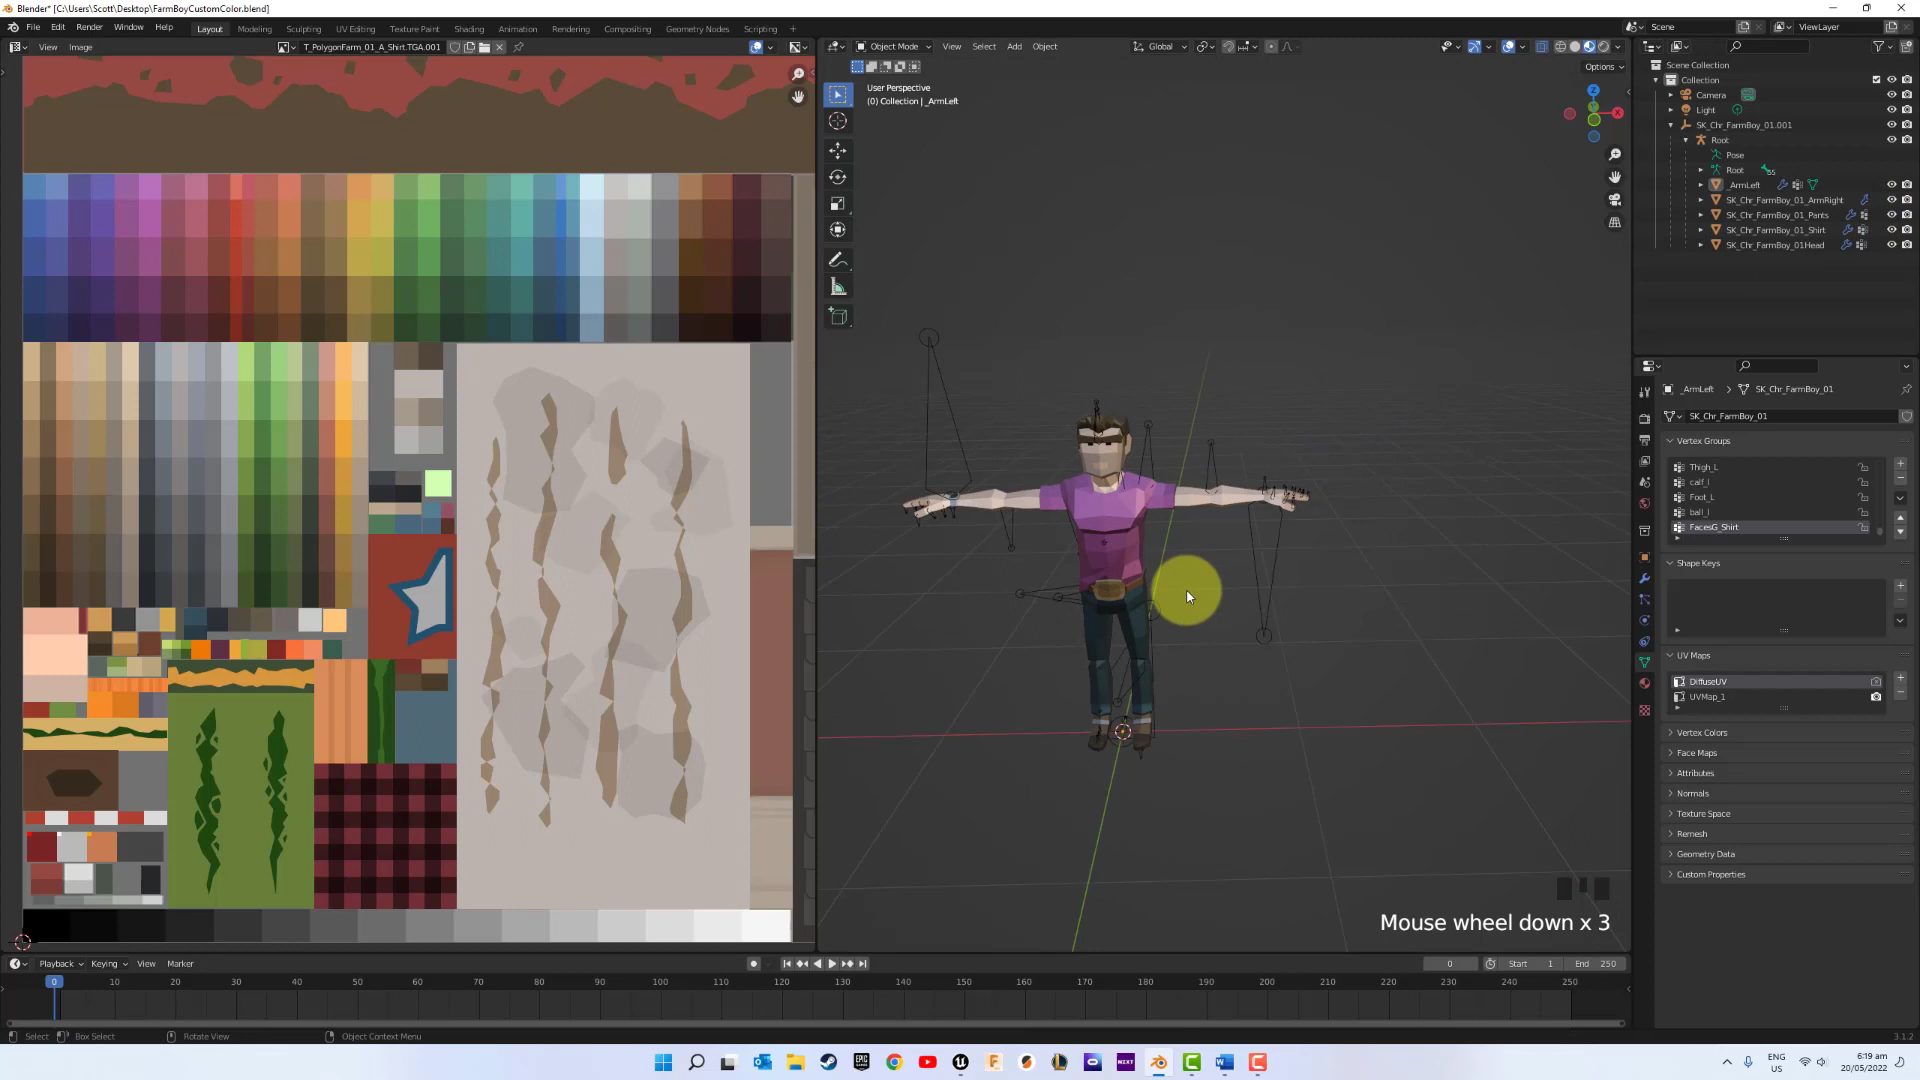 Blender* [C:\Users\Scott\Desktop\FarmBoyCustomColor.blend]
File Edit Render Window Help Layout Modeling Sculpting UV Editing Texture Paint Shading Animation Rendering Compositing Geometry Nodes Scripting + Scene ViewLayer
View Image T_PolygonFarm_01_A_Shirt.TGA.001 Object Mode View Select Add Object Global
Options
User Perspective
(0) Collection | _ArmLeft
Scene Collection
Collection
Camera
Light
SK_Chr_FarmBoy_01.001
Root
Pose
Root 55
_ArmLeft
SK_Chr_FarmBoy_01_ArmRight
SK_Chr_FarmBoy_01_Pants
SK_Chr_FarmBoy_01_Shirt
SK_Chr_FarmBoy_01Head
_ArmLeft > SK_Chr_FarmBoy_01
SK_Chr_FarmBoy_01
Vertex Groups
Thigh_L
calf_l
Foot_L
ball_l
FacesG_Shirt
Shape Keys
UV Maps
DiffuseUV
UVMap_1
Vertex Colors
Face Maps
Attributes
Normals
Texture Space
Remesh
Geometry Data
Custom Properties
Mouse wheel down x 3
Playback Keying View Marker 0 Start 1 End 250
0 10 20 30 40 50 60 70 80 90 100 110 120 130 140 150 160 170 180 190 200 210 220 230 240 250
Select Box Select Rotate View Object Context Menu 3.1.2
ENG
US
6:19 am
20/05/2022